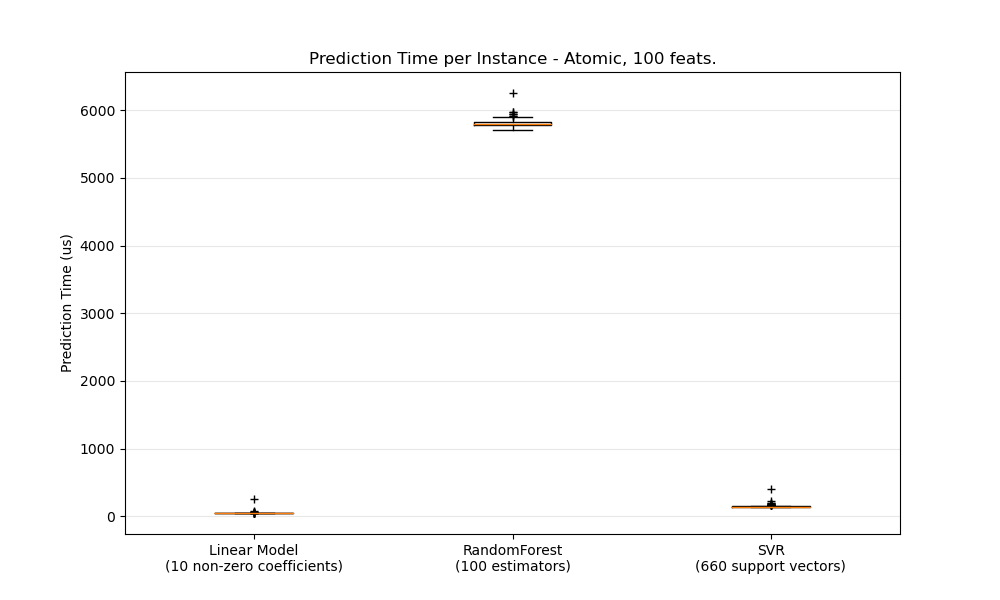 Prediction Time per Instance - Atomic, 100 feats.
Prediction Time (us)
6000
5000
4000
3000
2000
1000
0
Linear Model
(10 non-zero coefficients)
RandomForest
(100 estimators)
SVR
(660 support vectors)